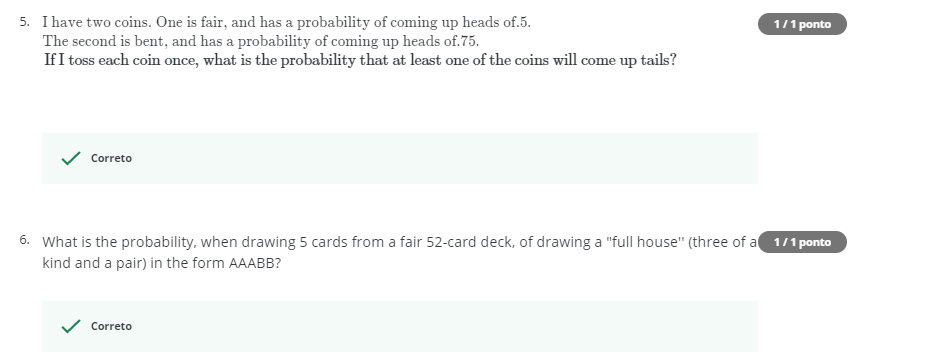 5. I have two coins. One is fair, and has a probability of coming up heads of.5.
1 / 1 ponto
The second is bent, and has a probability of coming up heads of.75.
If I toss each coin once, what is the probability that at least one of the coins will come up tails?
Correto
6. What is the probability, when drawing 5 cards from a fair 52-card deck, of drawing a "full house" (three of a
1 / 1 ponto
kind and a pair) in the form AAABB?
Correto